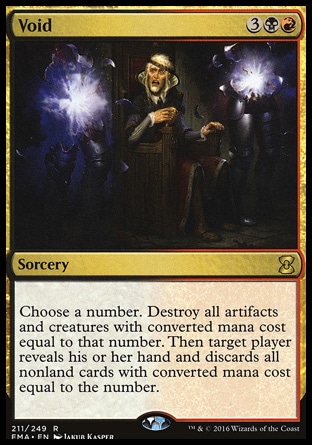 Void 3
Sorcery
Choose a number. Destroy all artifacts
and creatures with converted mana cost
equal to that number. Then target player
reveals his or her hand and discards all
nonland cards with converted mana cost
equal to the number.
211/249 R
EMA • EN Jakub Kasper
™ & © 2016 Wizards of the Coast